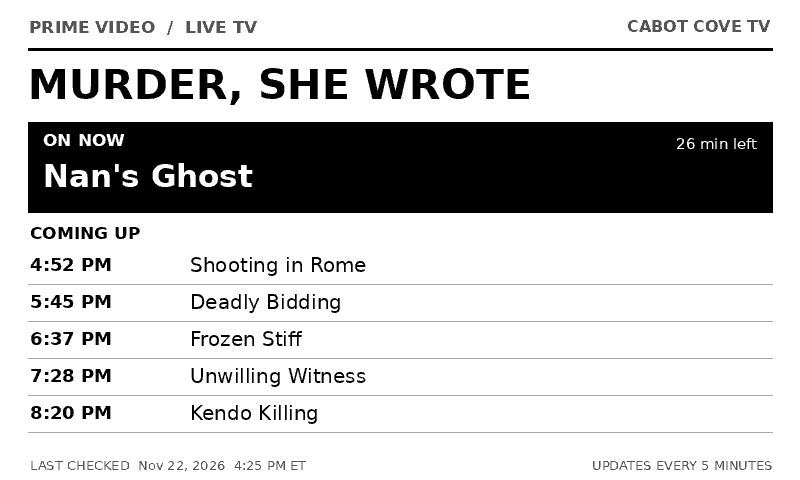 PRIME VIDEO / LIVE TV
CABOT COVE TV
MURDER, SHE WROTE
ON NOW
26 min left
Nan's Ghost
COMING UP
4:52 PM Shooting in Rome
5:45 PM Deadly Bidding
6:37 PM Frozen Stiff
7:28 PM Unwilling Witness
8:20 PM Kendo Killing
LAST CHECKED Nov 22, 2026 4:25 PM ET
UPDATES EVERY 5 MINUTES